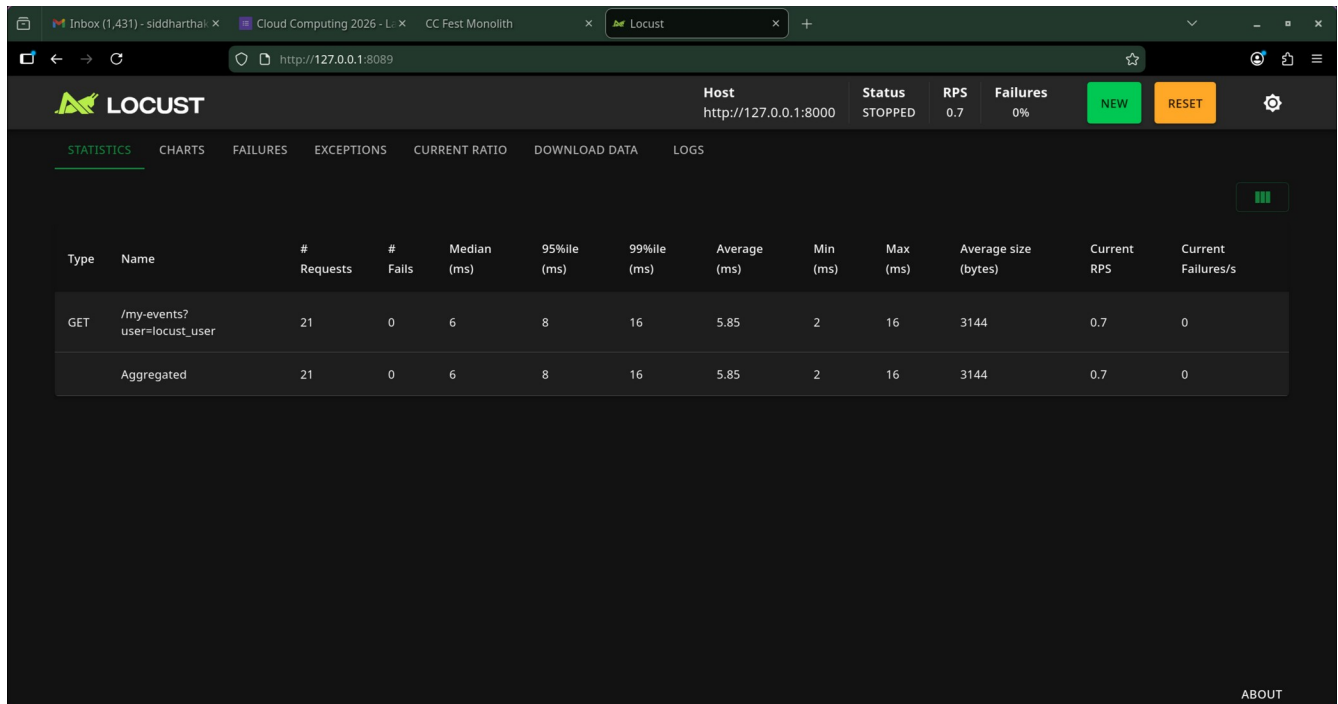 Inbox (1,431) - siddharthak
Cloud Computing 2026 - La
CC Fest Monolith
Locust
http://127.0.0.1:8089
LOCUST
Host
http://127.0.0.1:8000
Status
STOPPED
RPS
0.7
Failures
0%
NEW
RESET
STATISTICS CHARTS FAILURES EXCEPTIONS CURRENT RATIO DOWNLOAD DATA LOGS
Type Name # Requests # Fails Median (ms) 95%ile (ms) 99%ile (ms) Average (ms) Min (ms) Max (ms) Average size (bytes) Current RPS Current Failures/s
GET /my-events?user=locust_user 21 0 6 8 16 5.85 2 16 3144 0.7 0
Aggregated 21 0 6 8 16 5.85 2 16 3144 0.7 0
ABOUT